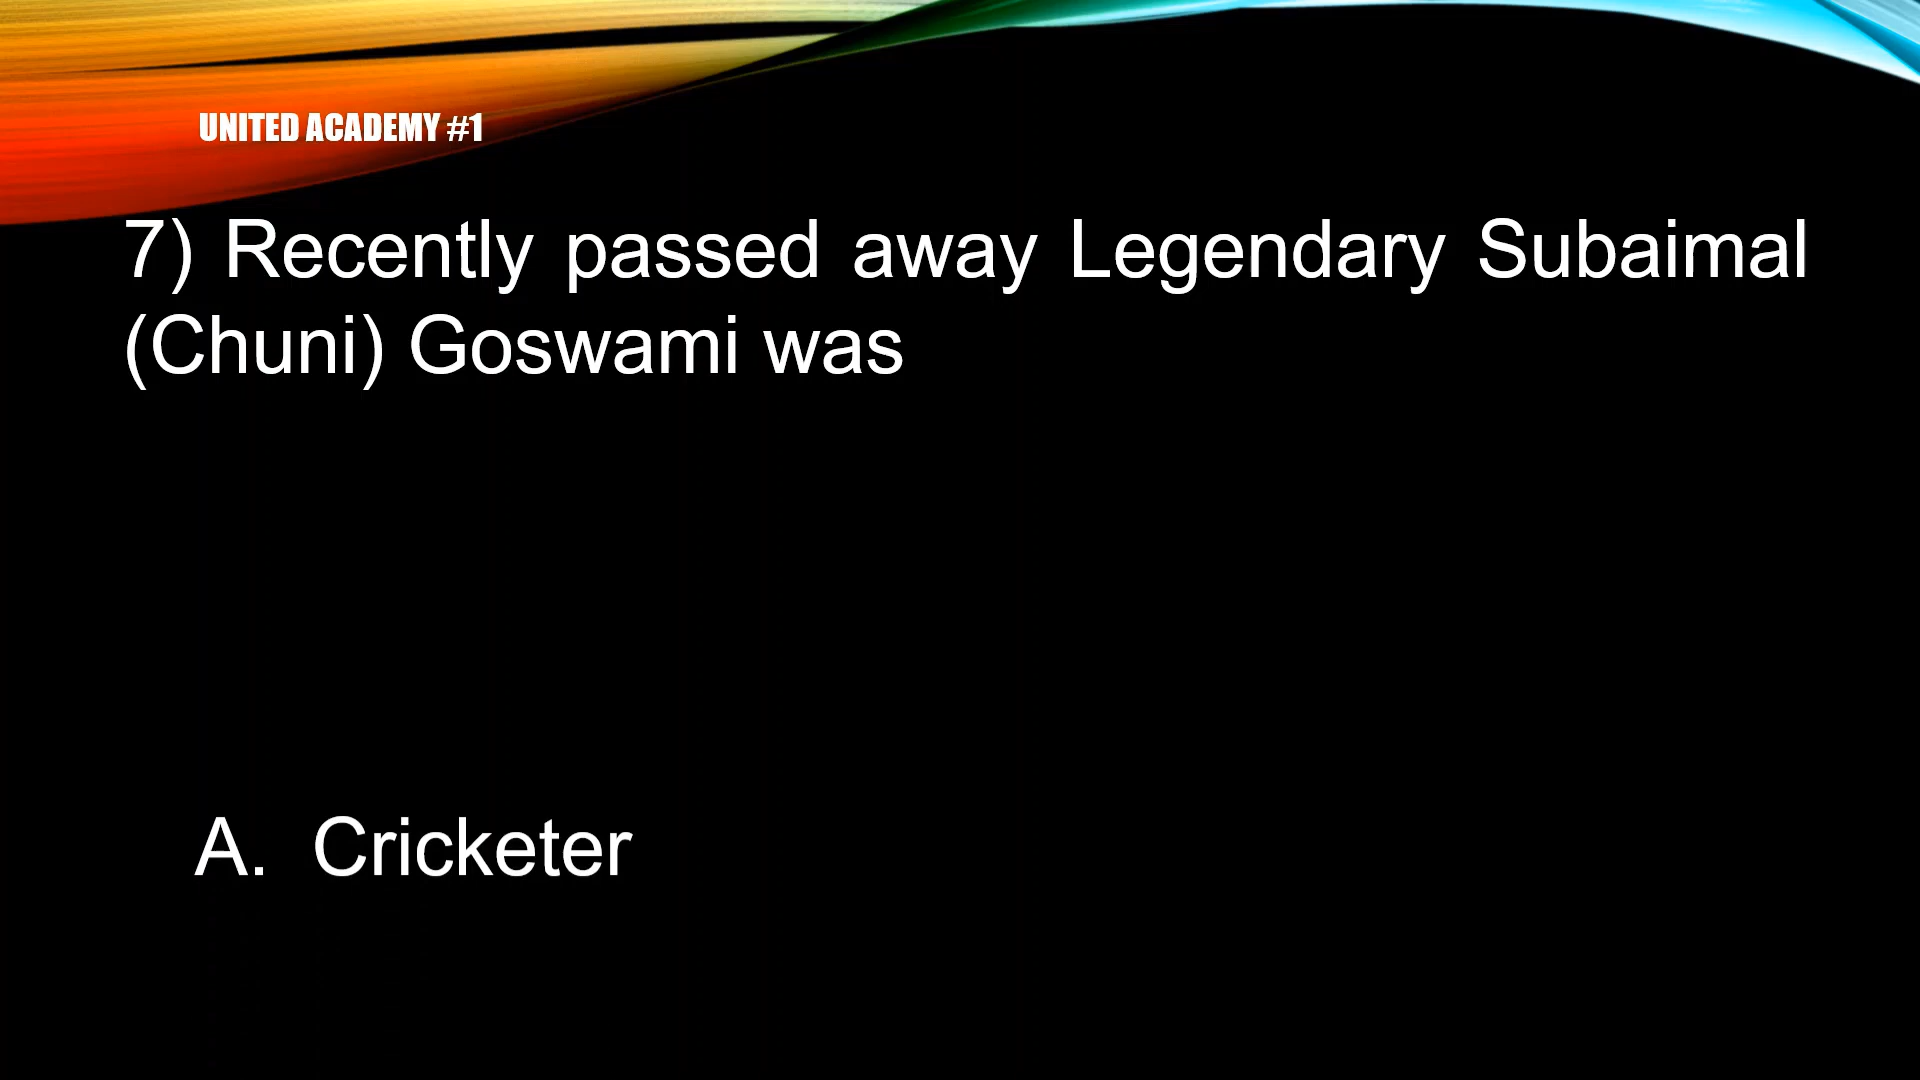 UNITED ACADEMY #1
7) Recently passed away Legendary Subaimal
(Chuni) Goswami was
A. Cricketer